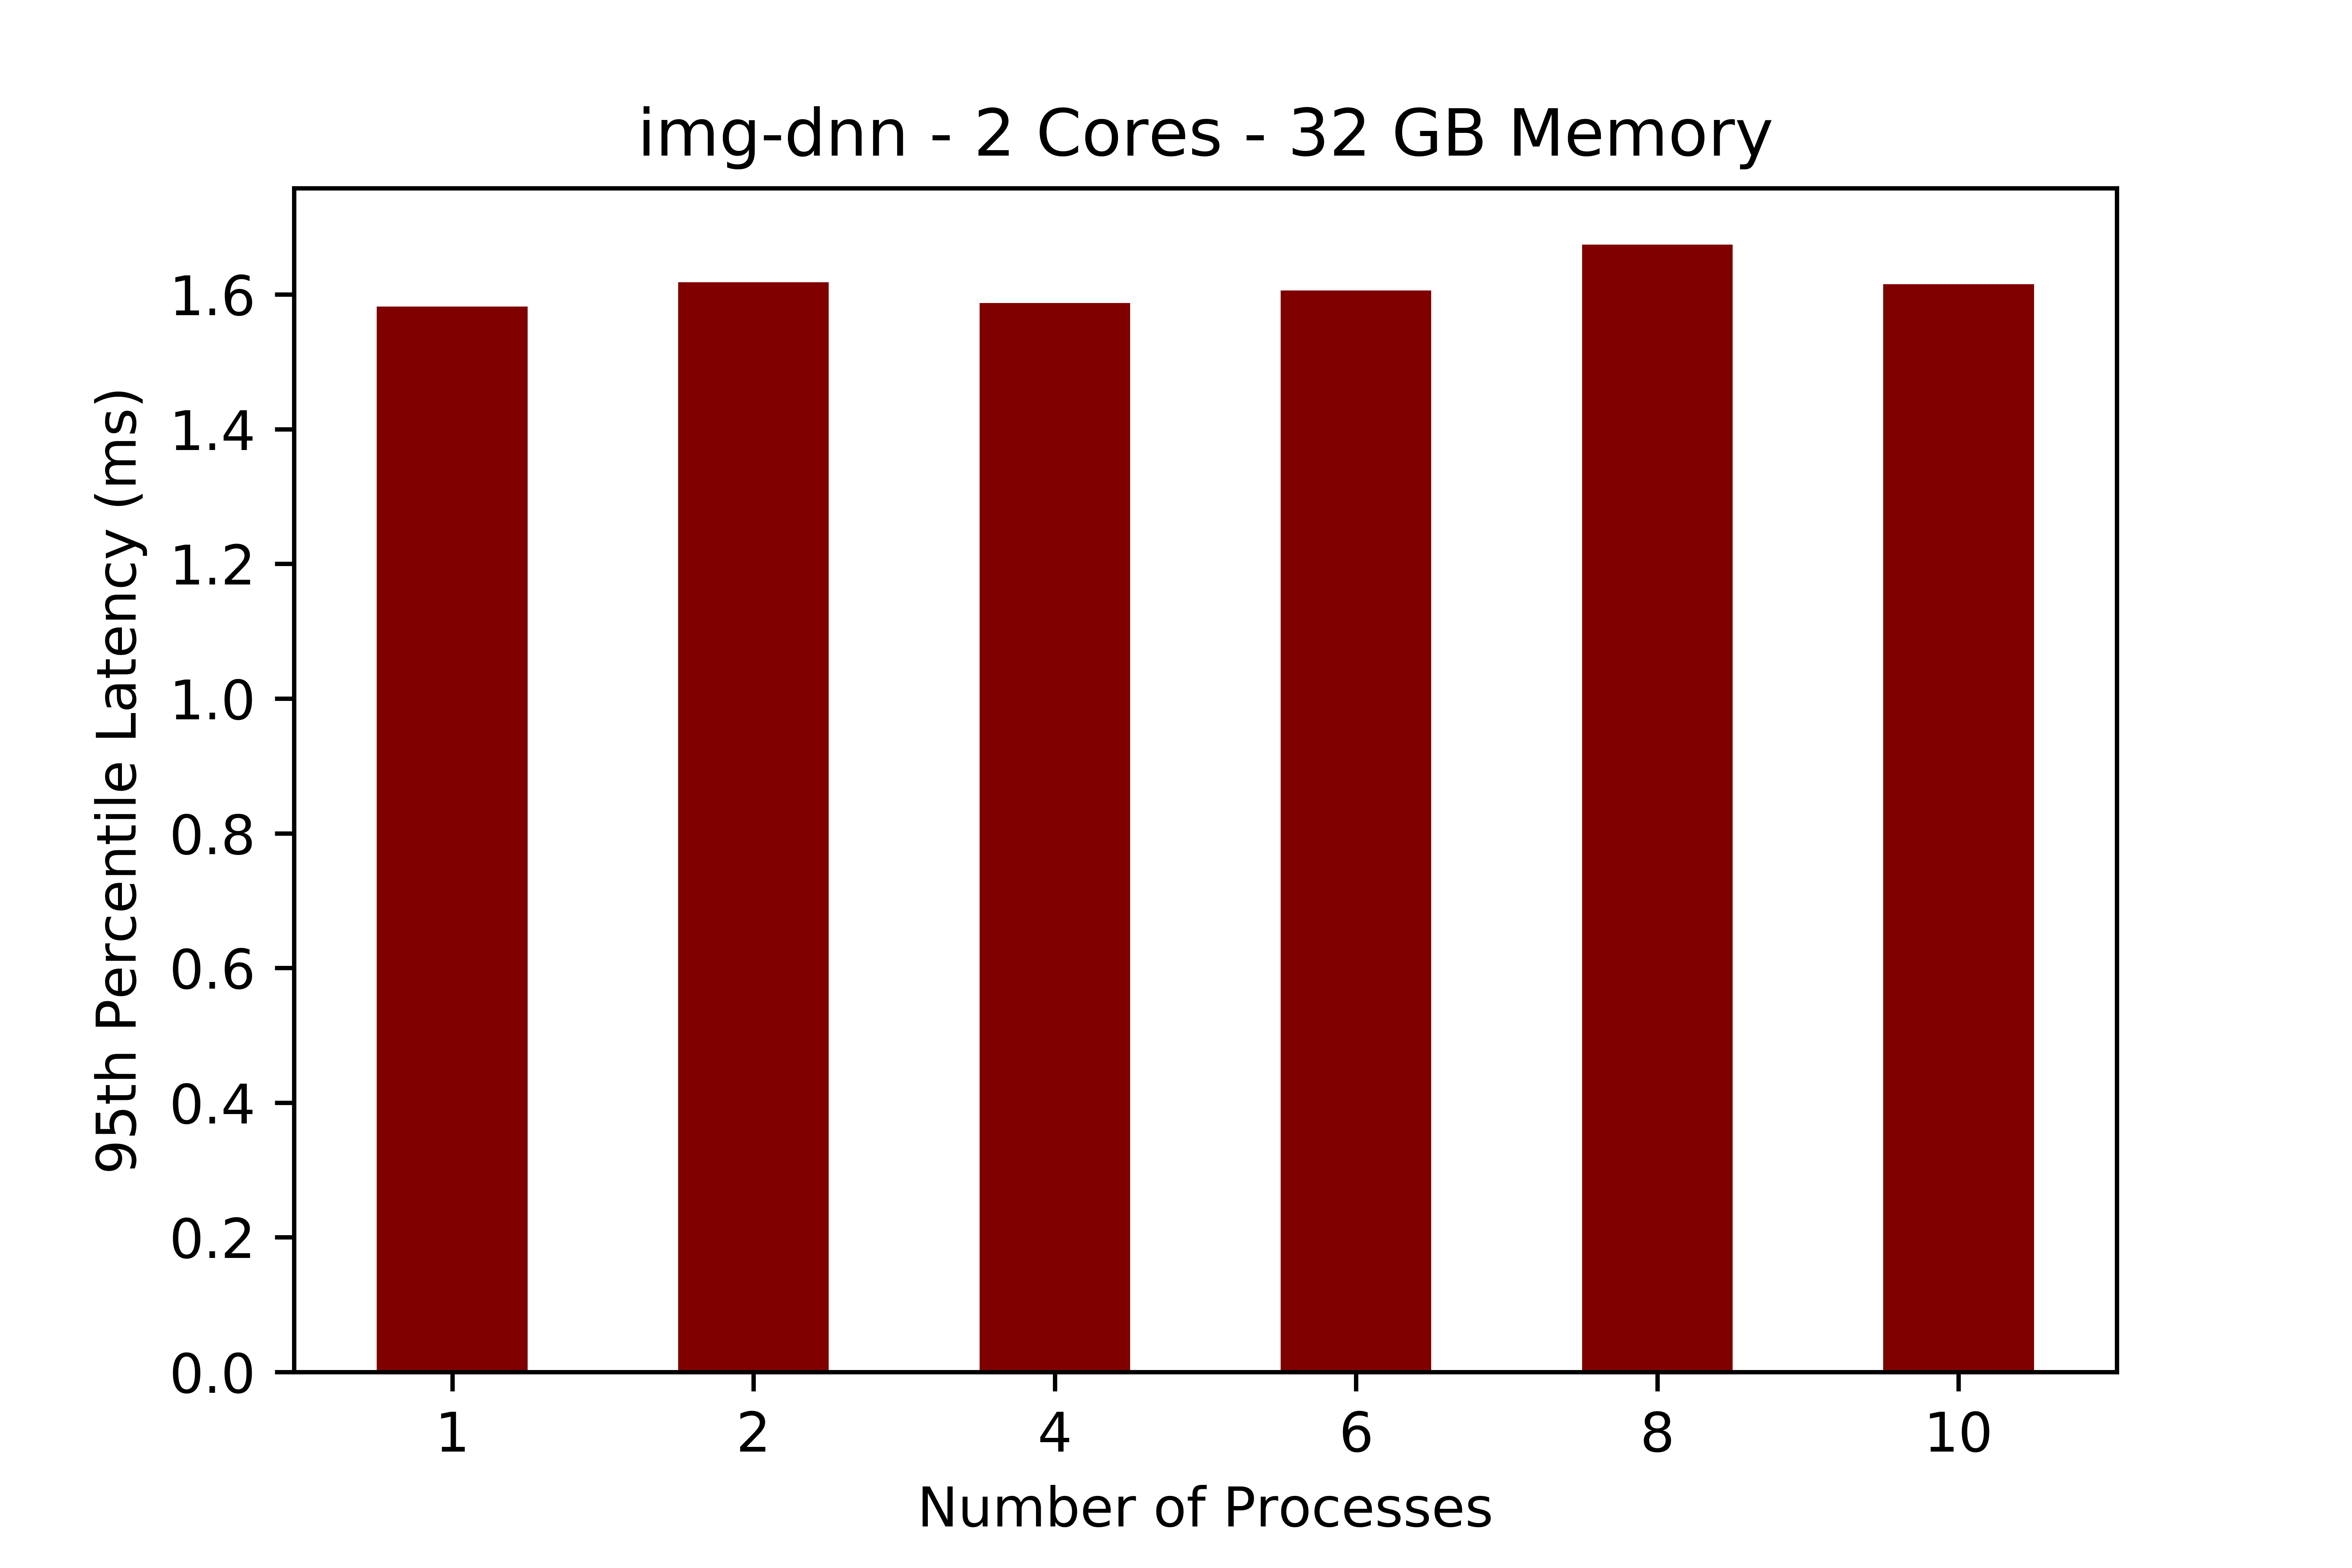 img-dnn - 2 Cores - 32 GB Memory
95th Percentile Latency (ms)
1.6
1.4
1.2
1.0
0.8
0.6
0.4
0.2
0.0
1 2 4 6 8 10
Number of Processes